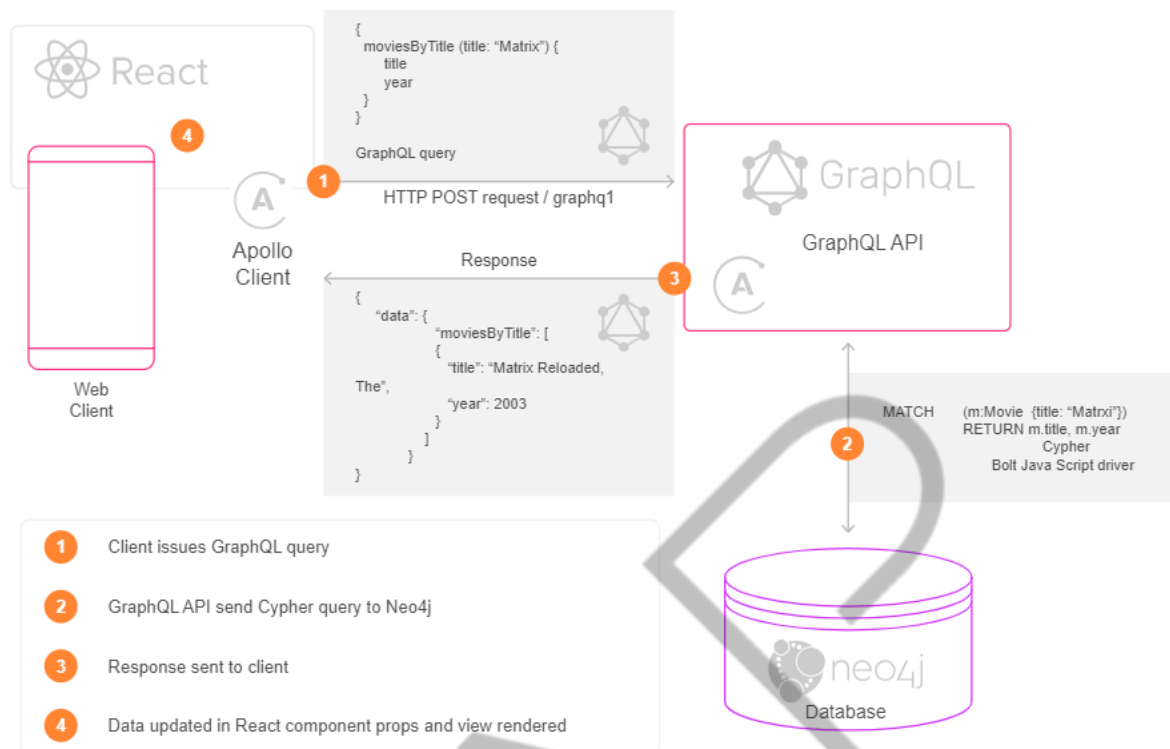 React
4
{
moviesByTitle (title: “Matrix”) {
title
year
}
}
GraphQL query
1
HTTP POST request / graphq1
A
Apollo
Client
Web
Client
GraphQL
GraphQL API
A
Response
3
{
“data”: {
“moviesByTitle”: [
{
“title”: “Matrix Reloaded,
The”,
“year”: 2003
}
]
}
}
MATCH (m:Movie {title: “Matrxi”})
RETURN m.title, m.year
Cypher
Bolt Java Script driver
2
neo4j
Database
1 Client issues GraphQL query
2 GraphQL API send Cypher query to Neo4j
3 Response sent to client
4 Data updated in React component props and view rendered